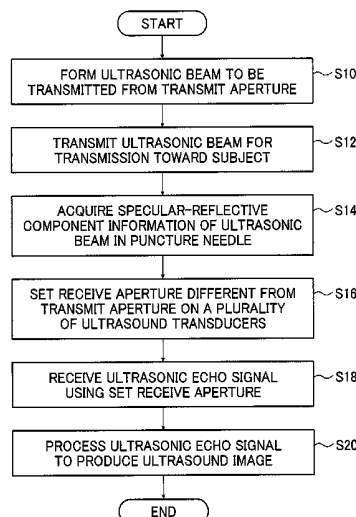 START
FORM ULTRASONIC BEAM TO BE
TRANSMITTED FROM TRANSMIT APERTURE
S10
TRANSMIT ULTRASONIC BEAM FOR
TRANSMISSION TOWARD SUBJECT
S12
ACQUIRE SPECULAR-REFLECTIVE
COMPONENT INFORMATION OF ULTRASONIC
BEAM IN PUNCTURE NEEDLE
S14
SET RECEIVE APERTURE DIFFERENT FROM
TRANSMIT APERTURE ON A PLURALITY
OF ULTRASOUND TRANSDUCERS
S16
RECEIVE ULTRASONIC ECHO SIGNAL
USING SET RECEIVE APERTURE
S18
PROCESS ULTRASONIC ECHO SIGNAL
TO PRODUCE ULTRASOUND IMAGE
S20
END